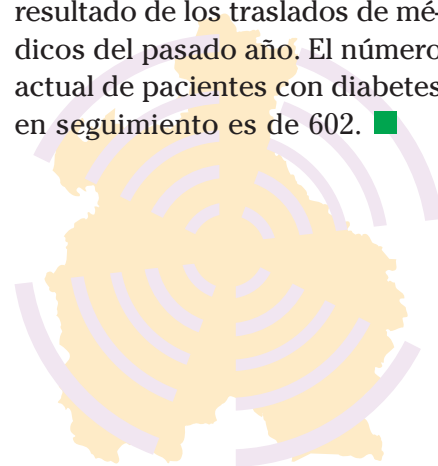 resultado de los traslados de mé-
dicos del pasado año. El número
actual de pacientes con diabetes
en seguimiento es de 602.